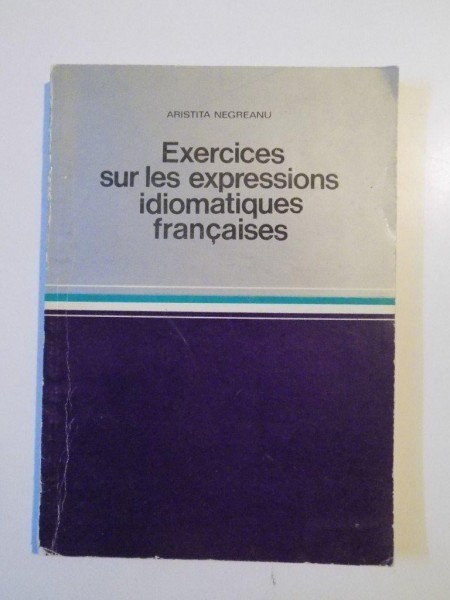 ARISTITA NEGREANU
Exercices
sur les expressions
idiomatiques
françaises